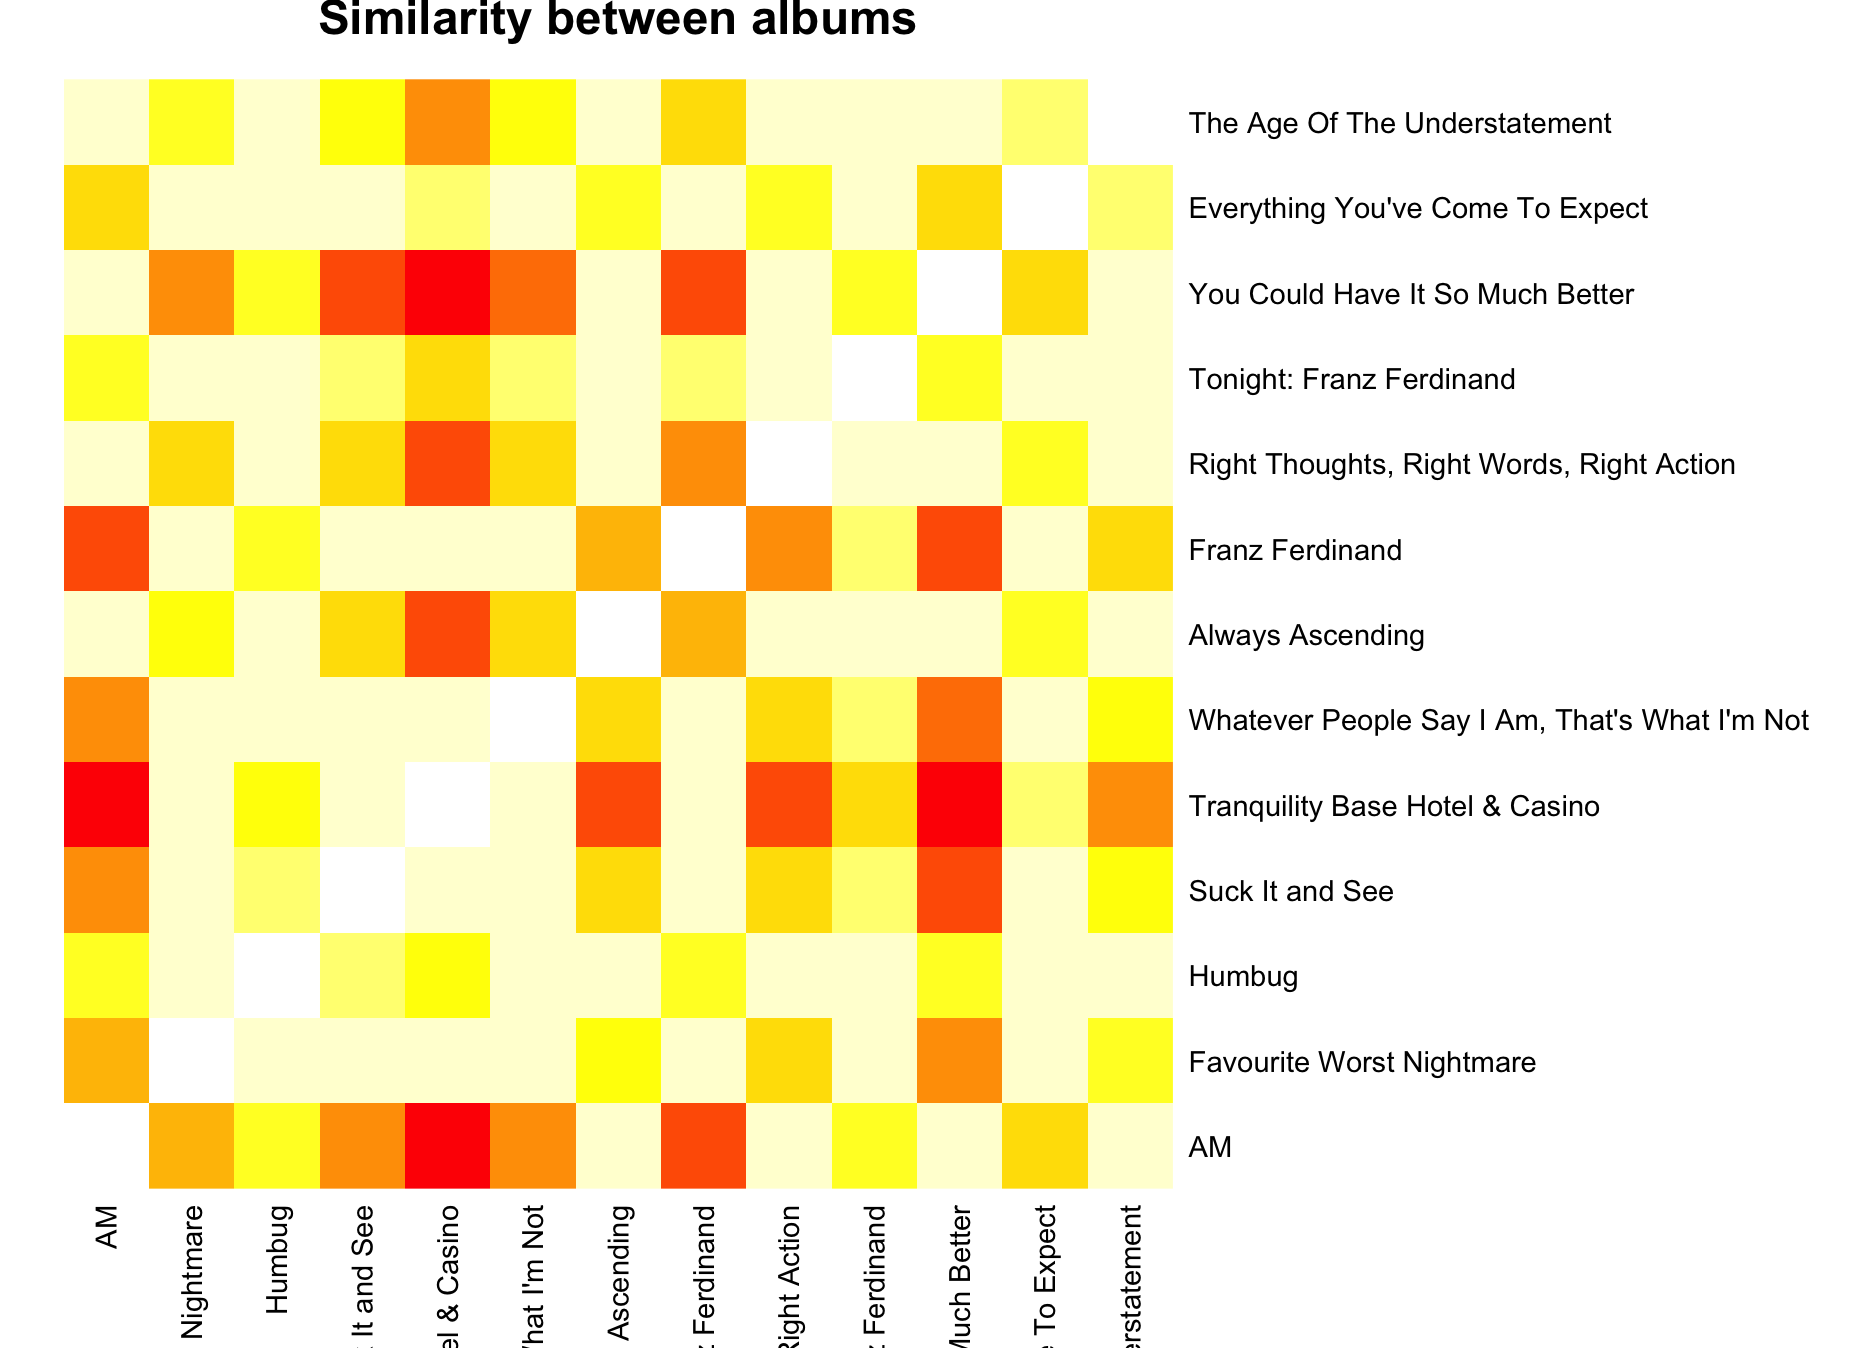 Similarity between albums
The Age Of The Understatement
Everything You've Come To Expect
You Could Have It So Much Better
Tonight: Franz Ferdinand
Right Thoughts, Right Words, Right Action
Franz Ferdinand
Always Ascending
Whatever People Say I Am, That's What I'm Not
Tranquility Base Hotel & Casino
Suck It and See
Humbug
Favourite Worst Nightmare
AM
AM
Nightmare
Humbug
It and See
el & Casino
What I'm Not
Ascending
z Ferdinand
Right Action
z Ferdinand
Much Better
e To Expect
erstatement